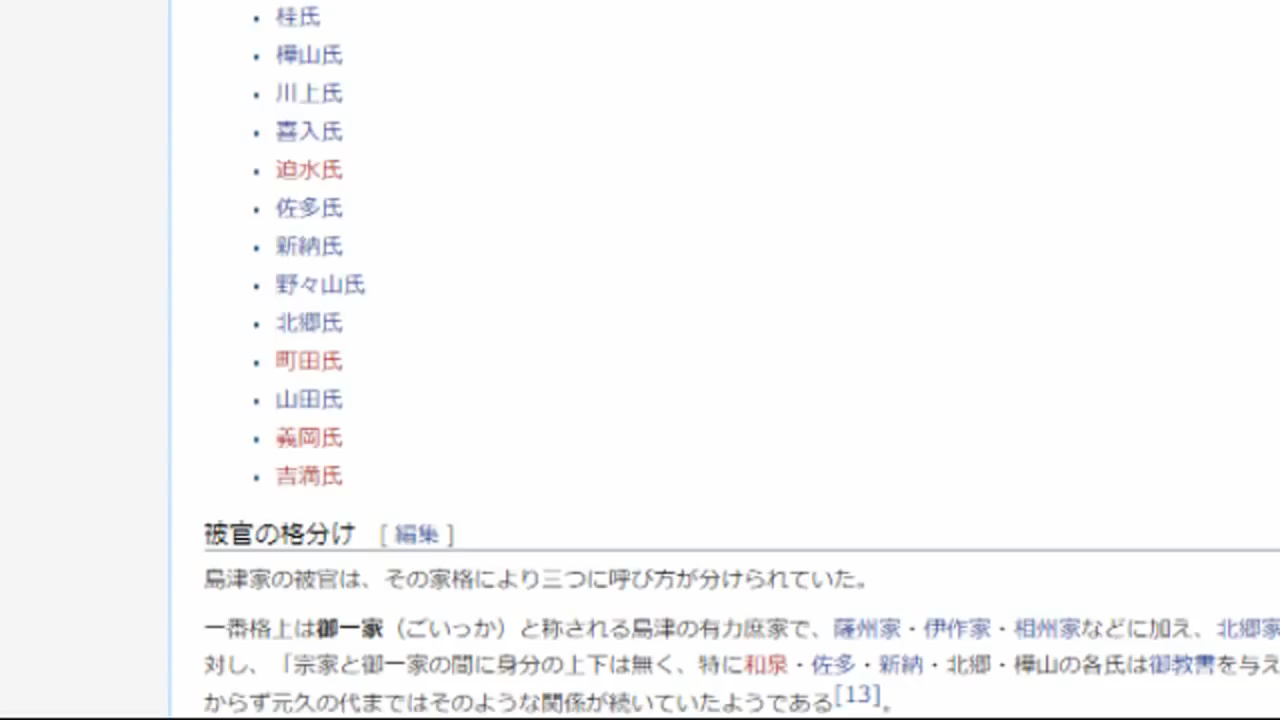 ・桂氏
・樺山氏
・川上氏
・喜入氏
・迫水氏
・佐多氏
・新納氏
・野々山氏
・北郷氏
・町田氏
・山田氏
・義岡氏
・吉満氏
被官の格分け [ 編集 ]
島津家の被官は、その家格により三つに呼び方が分けられていた。
一番格上は御一家（ごいっか）と称される島津の有力庶家で、薩州家・伊作家・相州家などに加え、北郷家
対し、「宗家と御一家の間に身分の上下は無く、特に和泉・佐多・新納・北郷・樺山の各氏は御教書を与え
からず元久の代まではそのような関係が続いていたようである[13]。